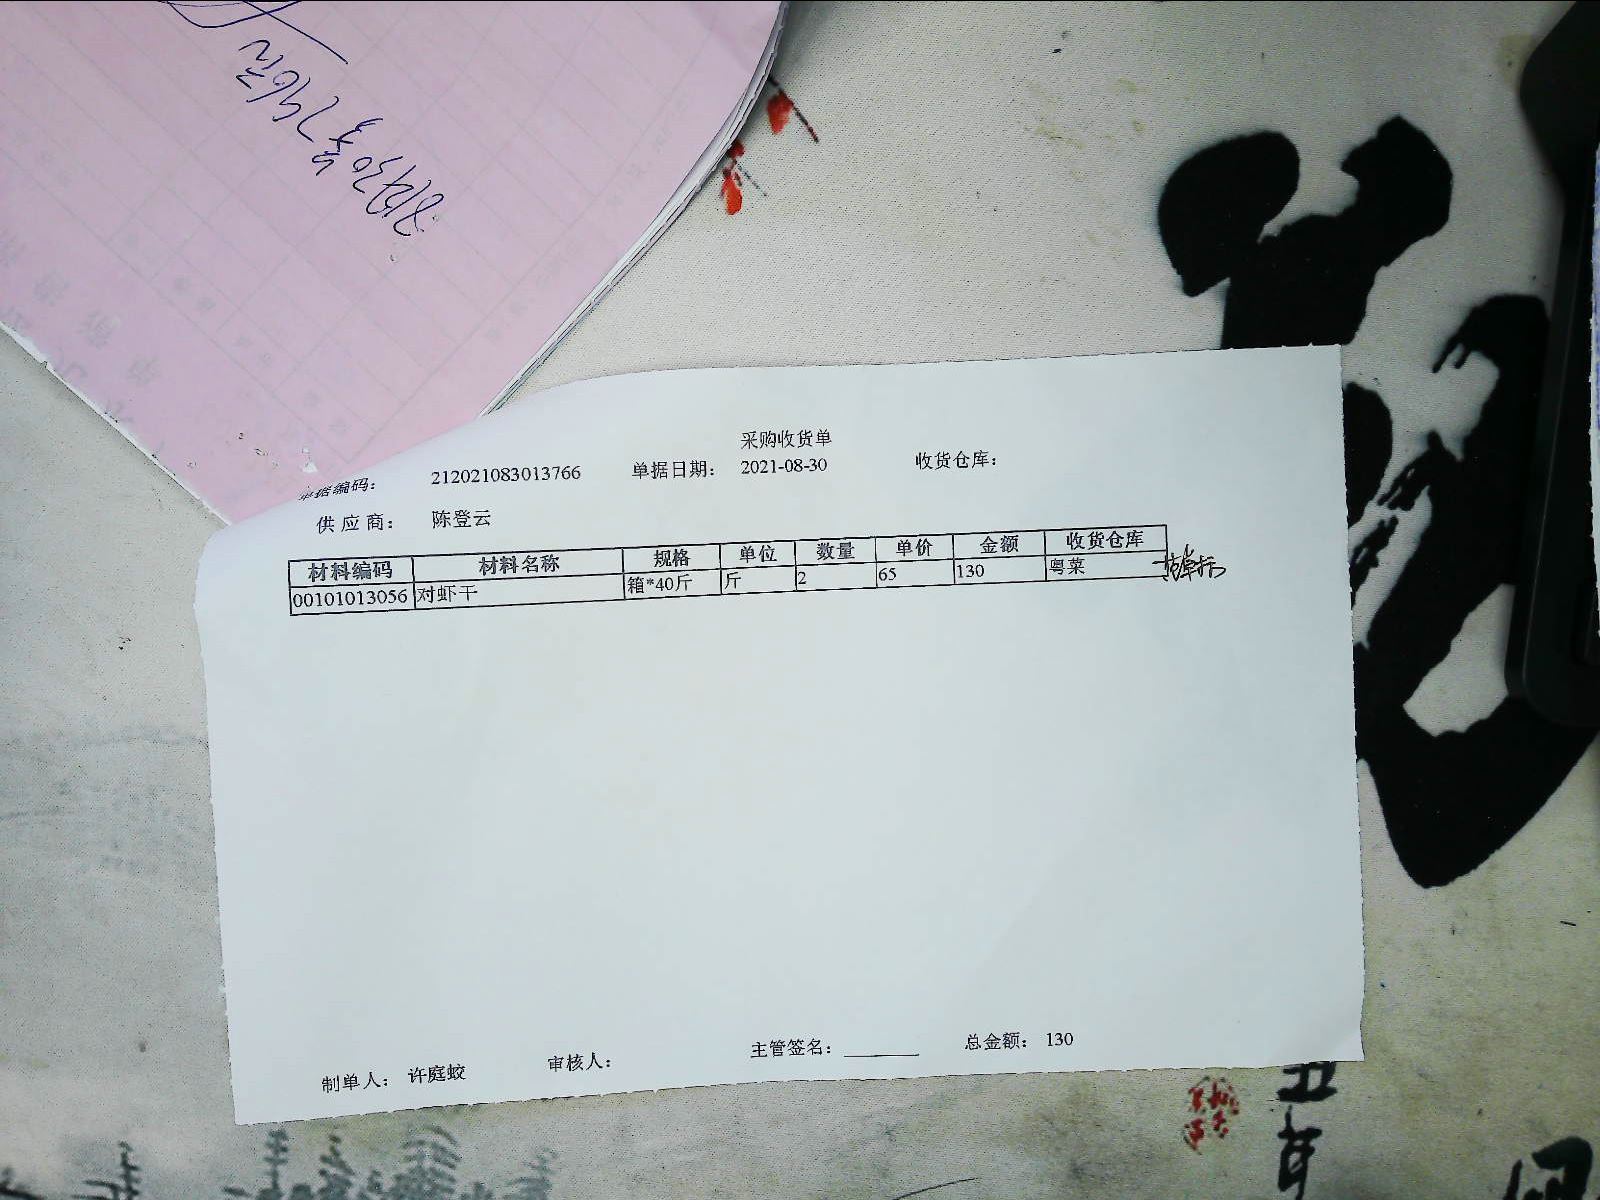 采购收货单
单据编码： 212021083013766 单据日期： 2021-08-30 收货仓库：
供应商： 陈登云
材料编码 材料名称 规格 单位 数量 单价 金额 收货仓库
00101013056 对虾干 箱*40斤 斤 2 65 130 粤菜
制单人： 许庭蛟 审核人： 主管签名： 总金额： 130